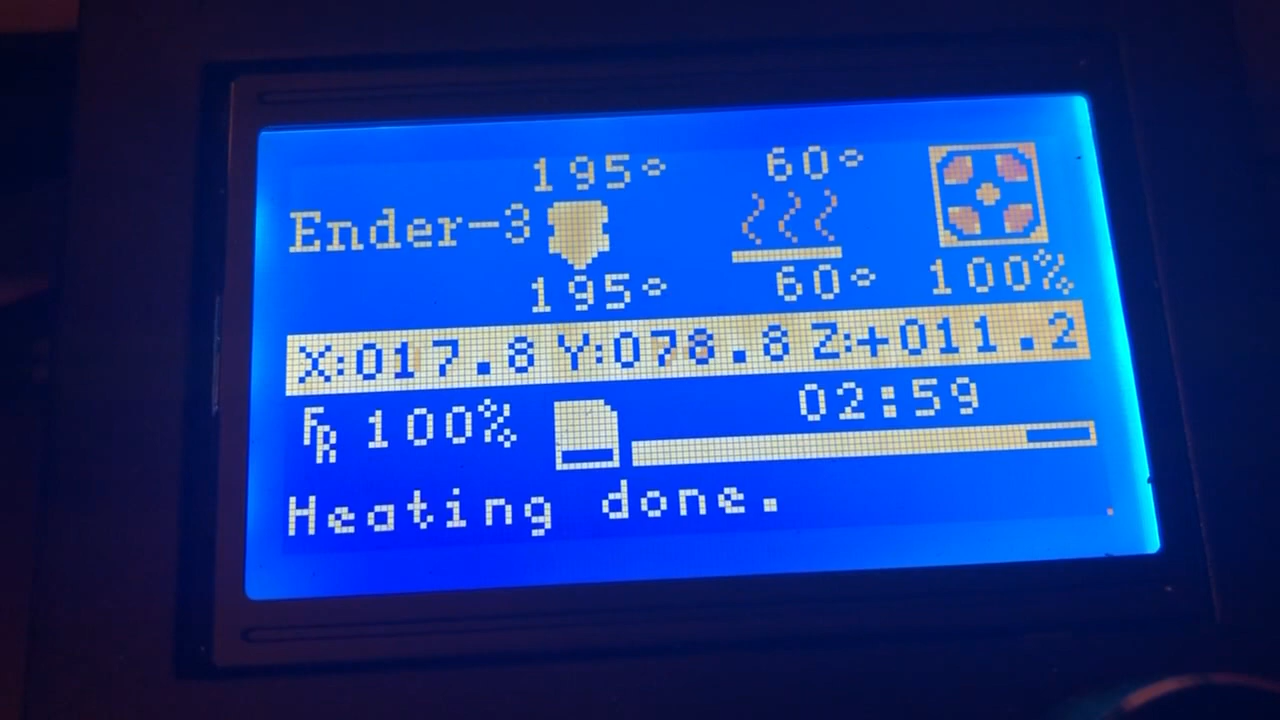 195° 60°
Ender-3
195° 60° 100%
X:017.8 Y:078.8 Z:+011.2
FR 100% 02:59
Heating done.